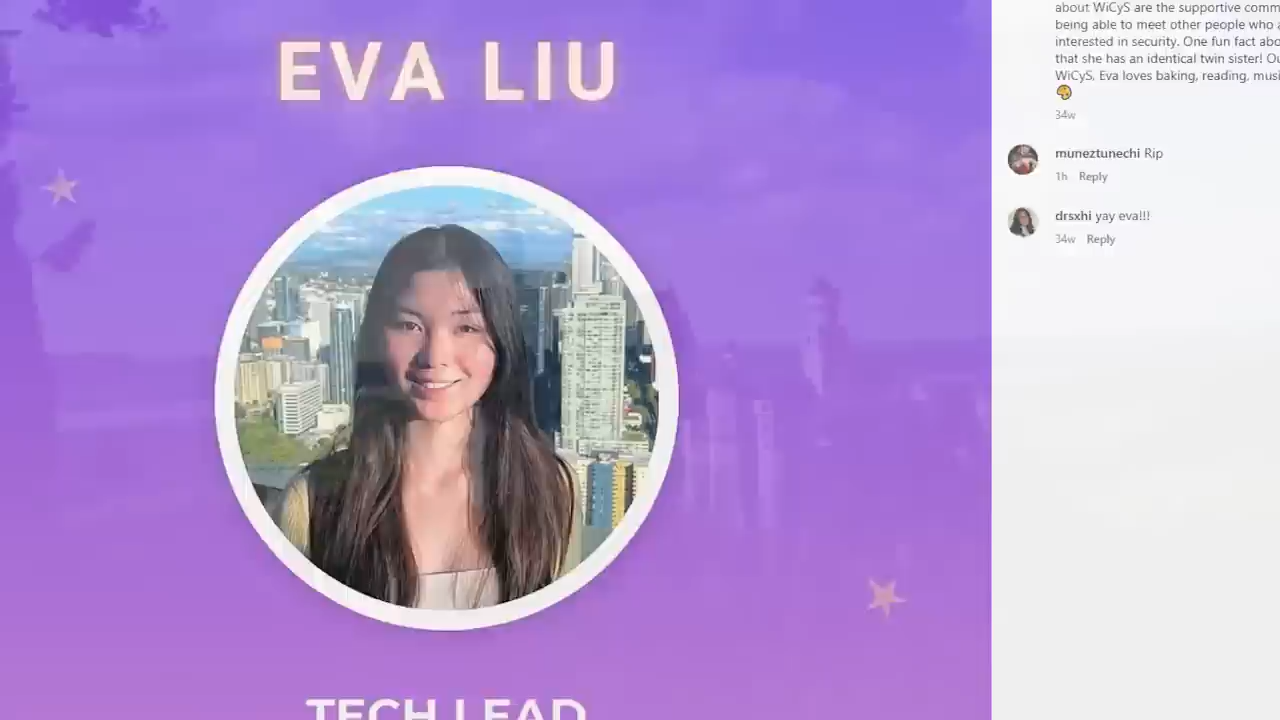 EVA LIU
TECH LEAD
about WiCyS are the supportive comm
being able to meet other people who a
interested in security. One fun fact abo
that she has an identical twin sister! Ou
WiCyS, Eva loves baking, reading, musi
34w
muneztunechi Rip
1h Reply
drsxhi yay eva!!!
34w Reply